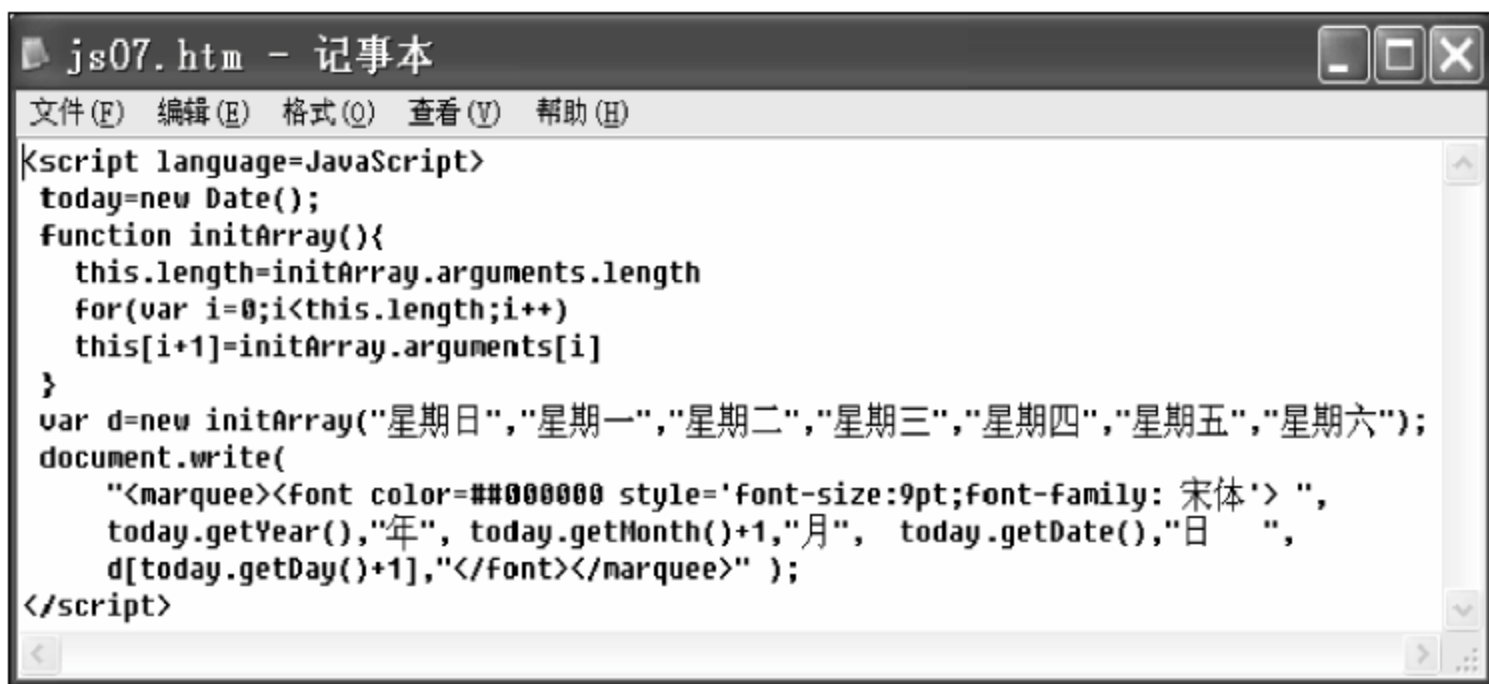 js07.htm - 记事本
文件(F) 编辑(E) 格式(O) 查看(V) 帮助(H)
<script language=JavaScript>
 today=new Date();
 function initArray(){
   this.length=initArray.arguments.length
   for(var i=0;i<this.length;i++)
   this[i+1]=initArray.arguments[i]
 }
 var d=new initArray("星期日","星期一","星期二","星期三","星期四","星期五","星期六");
 document.write(
     "<marquee><font color=##000000 style='font-size:9pt;font-family: 宋体'> ",
     today.getYear(),"年", today.getMonth()+1,"月",  today.getDate(),"日   ",
     d[today.getDay()+1],"</font></marquee>" );
</script>